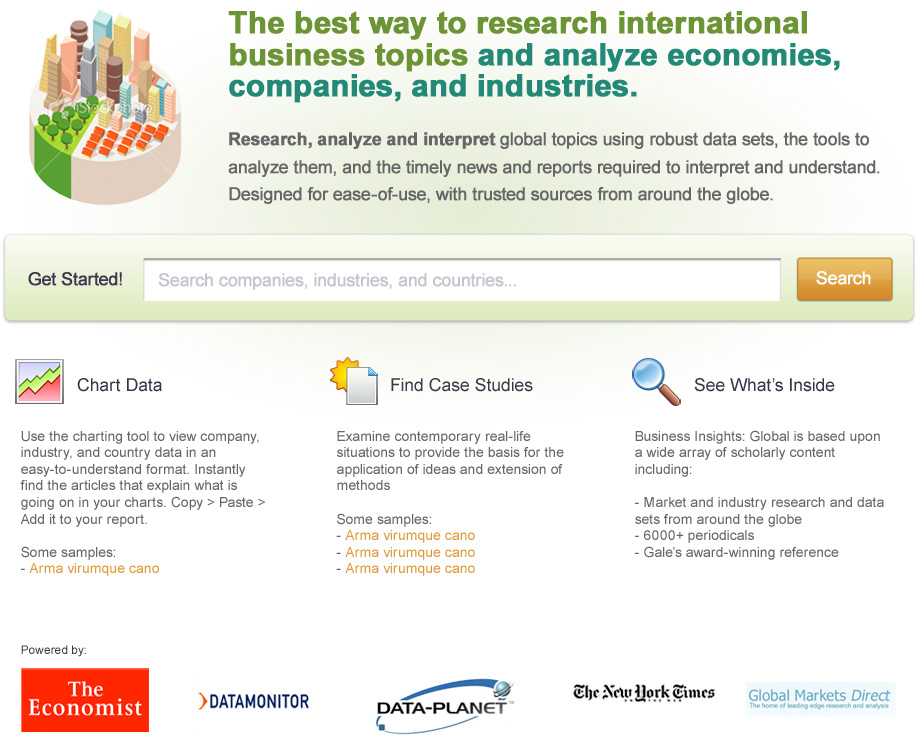 The best way to research international
business topics and analyze economies,
companies, and industries.
iStockphoto
Research, analyze and interpret global topics using robust data sets, the tools to
analyze them, and the timely news and reports required to interpret and understand.
Designed for ease-of-use, with trusted sources from around the globe.
Get Started!
Search companies, industries, and countries...
Search
Chart Data
Use the charting tool to view company,
industry, and country data in an
easy-to-understand format. Instantly
find the articles that explain what is
going on in your charts. Copy > Paste >
Add it to your report.
Some samples:
- Arma virumque cano
Find Case Studies
Examine contemporary real-life
situations to provide the basis for the
application of ideas and extension of
methods
Some samples:
- Arma virumque cano
- Arma virumque cano
- Arma virumque cano
See What’s Inside
Business Insights: Global is based upon
a wide array of scholarly content
including:
- Market and industry research and data
sets from around the globe
- 6000+ periodicals
- Gale’s award-winning reference
Powered by:
The
Economist
DATAMONITOR
DATA-PLANET™
The New York Times
ON THE WEB
Global Markets Direct
The home of leading edge research and analysis